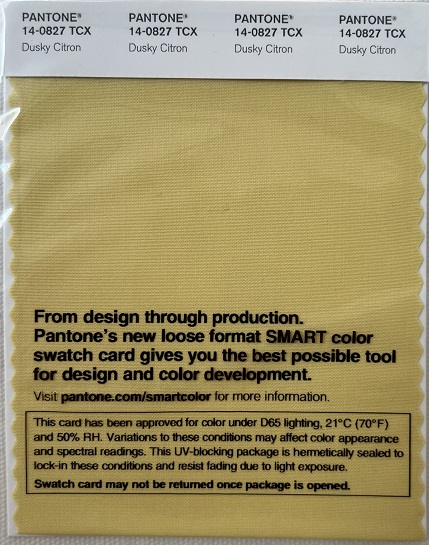 PANTONE® PANTONE® PANTONE® PANTONE®
14-0827 TCX 14-0827 TCX 14-0827 TCX 14-0827 TCX
Dusky Citron Dusky Citron Dusky Citron Dusky Citron
From design through production.
Pantone's new loose format SMART color
swatch card gives you the best possible tool
for design and color development.
Visit pantone.com/smartcolor for more information.
This card has been approved for color under D65 lighting, 21°C (70°F)
and 50% RH. Variations to these conditions may affect color appearance
and spectral readings. This UV-blocking package is hermetically sealed to
lock-in these conditions and resist fading due to light exposure.
Swatch card may not be returned once package is opened.